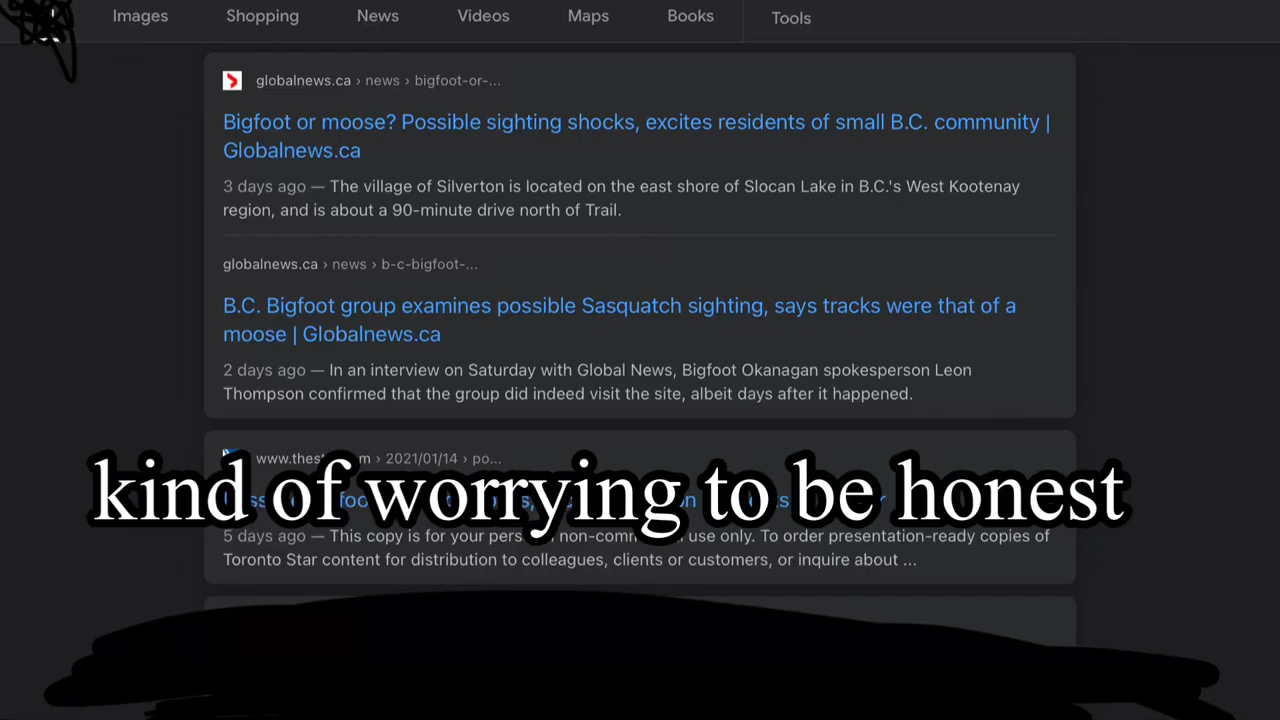 Images Shopping News Videos Maps Books Tools
globalnews.ca › news › bigfoot-or-...
Bigfoot or moose? Possible sighting shocks, excites residents of small B.C. community |
Globalnews.ca
3 days ago — The village of Silverton is located on the east shore of Slocan Lake in B.C.'s West Kootenay
region, and is about a 90-minute drive north of Trail.
globalnews.ca › news › b-c-bigfoot-...
B.C. Bigfoot group examines possible Sasquatch sighting, says tracks were that of a
moose | Globalnews.ca
2 days ago — In an interview on Saturday with Global News, Bigfoot Okanagan spokesperson Leon
Thompson confirmed that the group did indeed visit the site, albeit days after it happened.
› 2021/01/14 › po...
kind of worrying to be honest
5 days ago — This copy is for your use only. To order presentation-ready copies of
Toronto Star content for distribution to colleagues, clients or customers, or inquire about ...